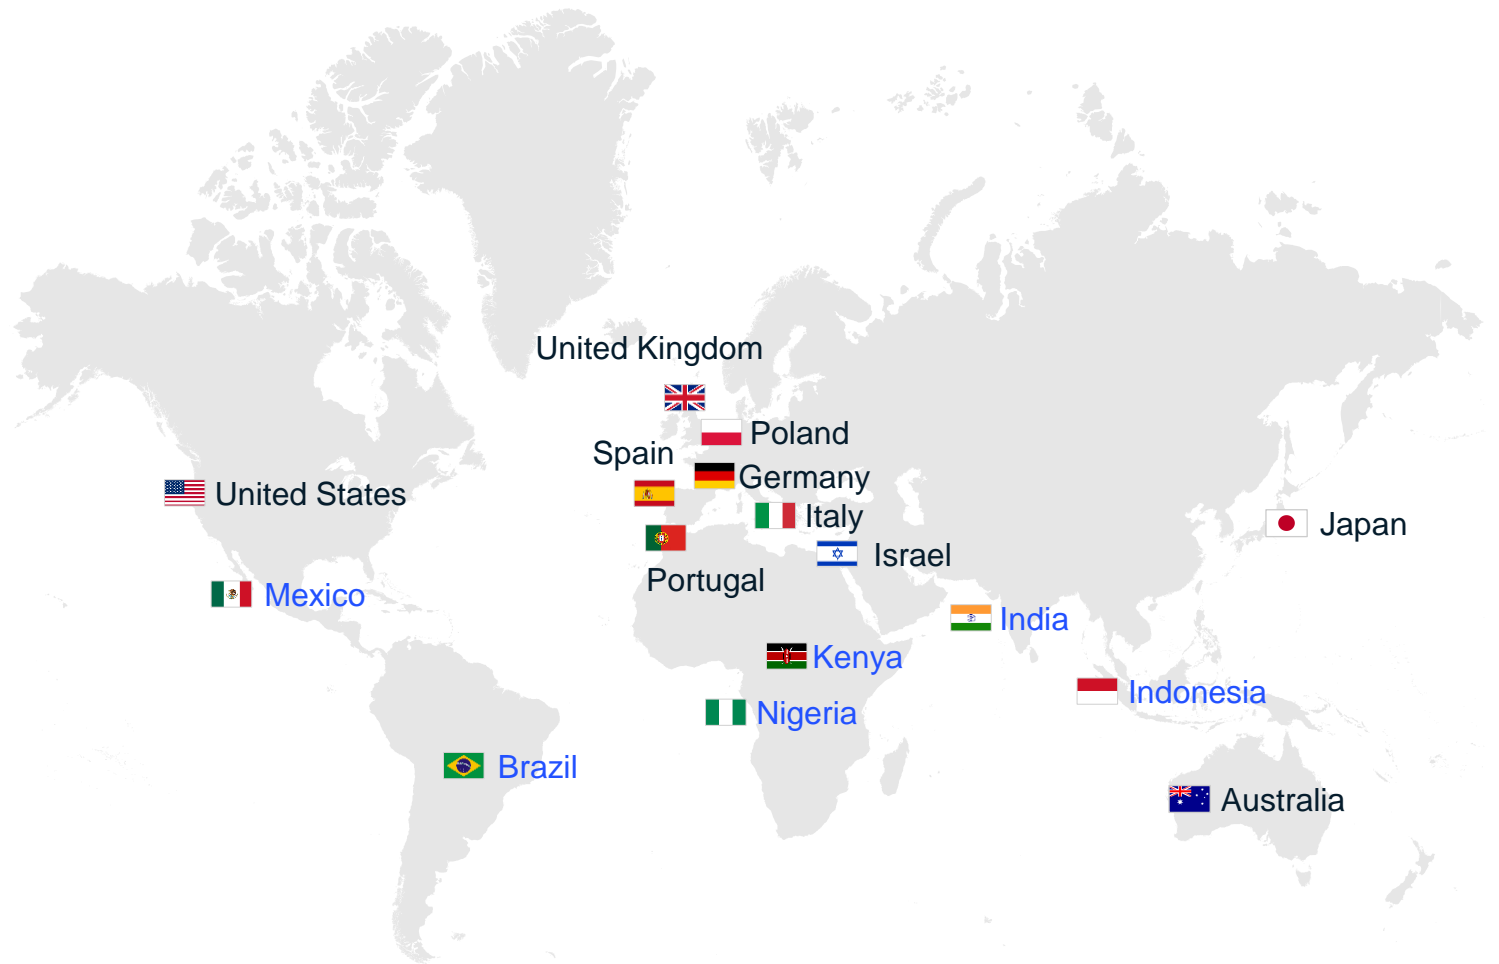 United Kingdom
Poland
Spain
Germany
United States
Italy
Japan
Israel
Portugal
Mexico
India
Kenya
Indonesia
Nigeria
Brazil
Australia